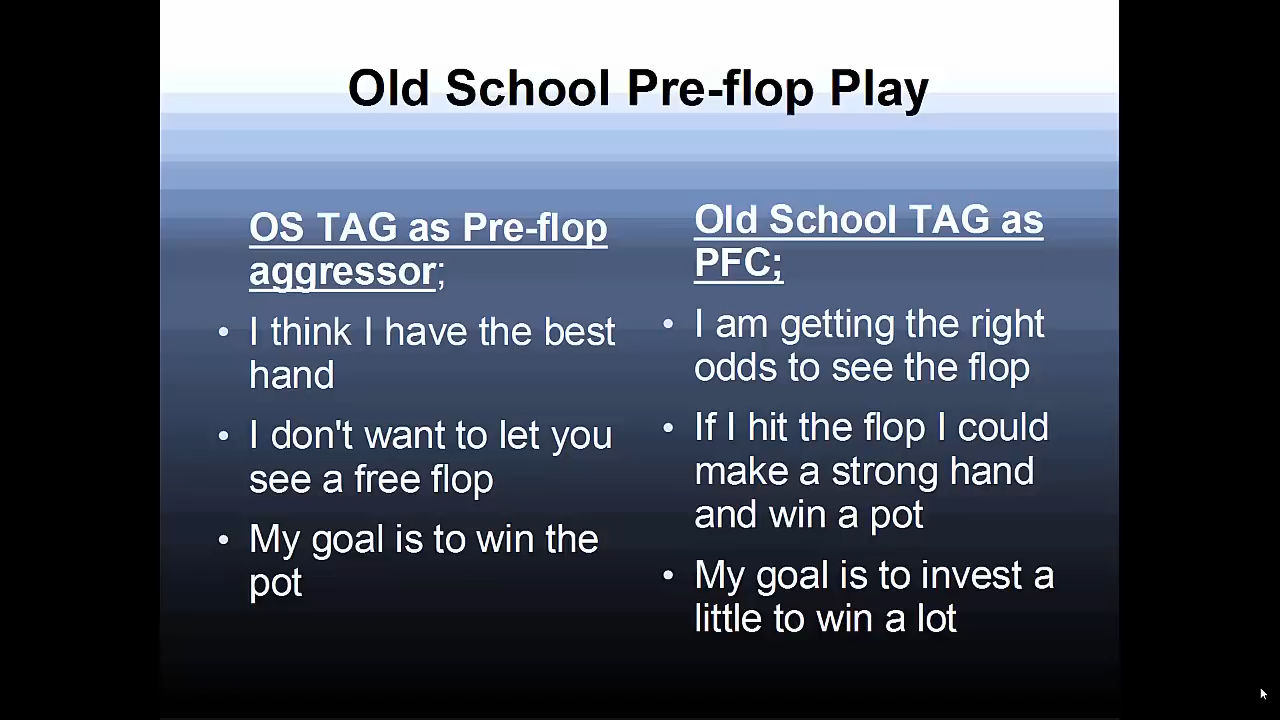 Old School Pre-flop Play
OS TAG as Pre-flop
aggressor;
• I think I have the best
hand
• I don't want to let you
see a free flop
• My goal is to win the
pot
Old School TAG as
PFC;
• I am getting the right
odds to see the flop
• If I hit the flop I could
make a strong hand
and win a pot
• My goal is to invest a
little to win a lot